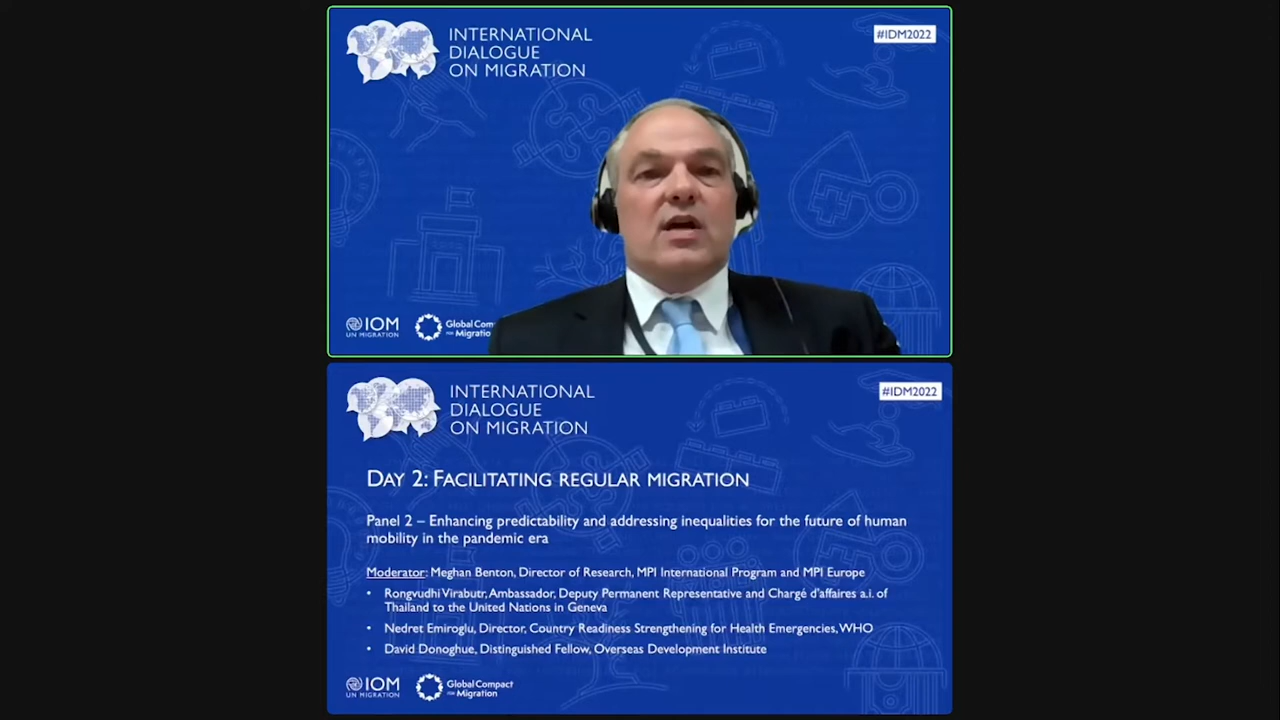 INTERNATIONAL
DIALOGUE
ON MIGRATION
#IDM2022
IOM
UN MIGRATION
Global Com
FOR Migratio
INTERNATIONAL
DIALOGUE
ON MIGRATION
#IDM2022
DAY 2: FACILITATING REGULAR MIGRATION
Panel 2 – Enhancing predictability and addressing inequalities for the future of human
mobility in the pandemic era
Moderator: Meghan Benton, Director of Research, MPI International Program and MPI Europe
• Rongvudhi Virabutr, Ambassador, Deputy Permanent Representative and Chargé d'affaires a.i. of
Thailand to the United Nations in Geneva
• Nedret Emiroglu, Director, Country Readiness Strengthening for Health Emergencies, WHO
• David Donoghue, Distinguished Fellow, Overseas Development Institute
IOM
UN MIGRATION
Global Compact
FOR Migration